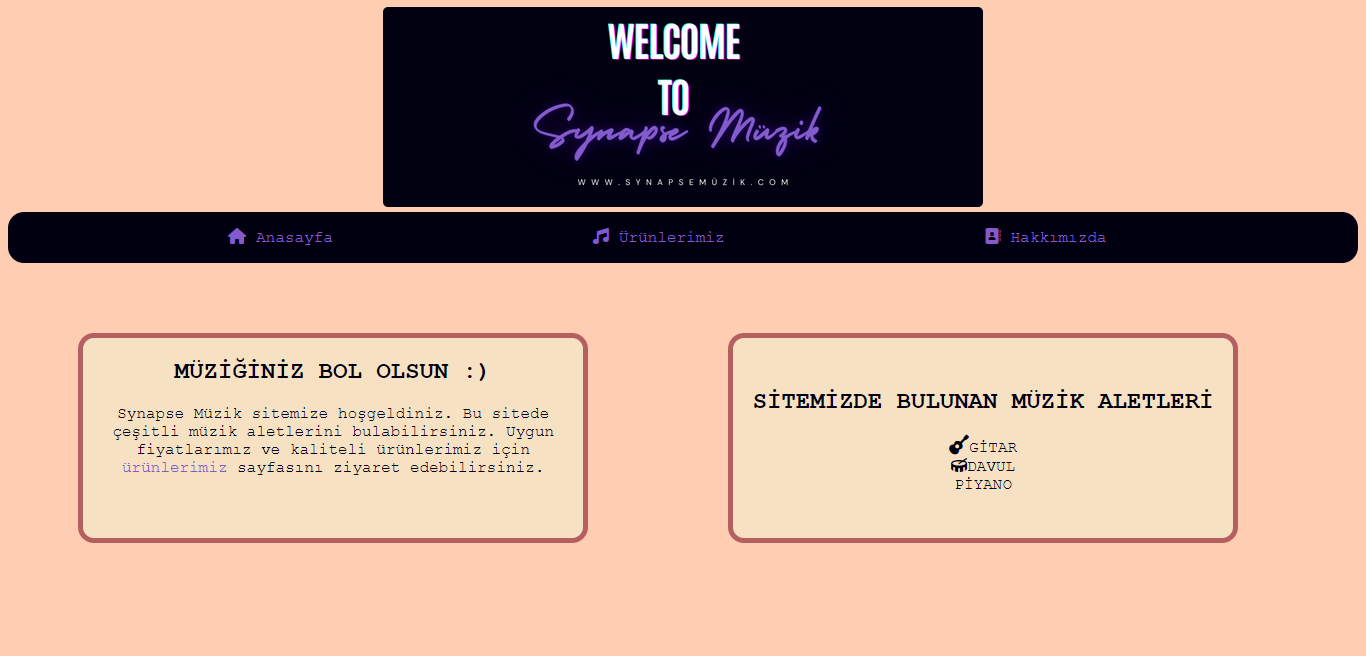 WELCOME
TO
Synapse Müzik
WWW.SYNAPSEMÜZİK.COM
Anasayfa
Ürünlerimiz
Hakkımızda
MÜZİĞİNİZ BOL OLSUN :)
Synapse Müzik sitemize hoşgeldiniz. Bu sitede
çeşitli müzik aletlerini bulabilirsiniz. Uygun
fiyatlarımız ve kaliteli ürünlerimiz için
ürünlerimiz sayfasını ziyaret edebilirsiniz.
SİTEMİZDE BULUNAN MÜZİK ALETLERİ
GİTAR
DAVUL
PİYANO